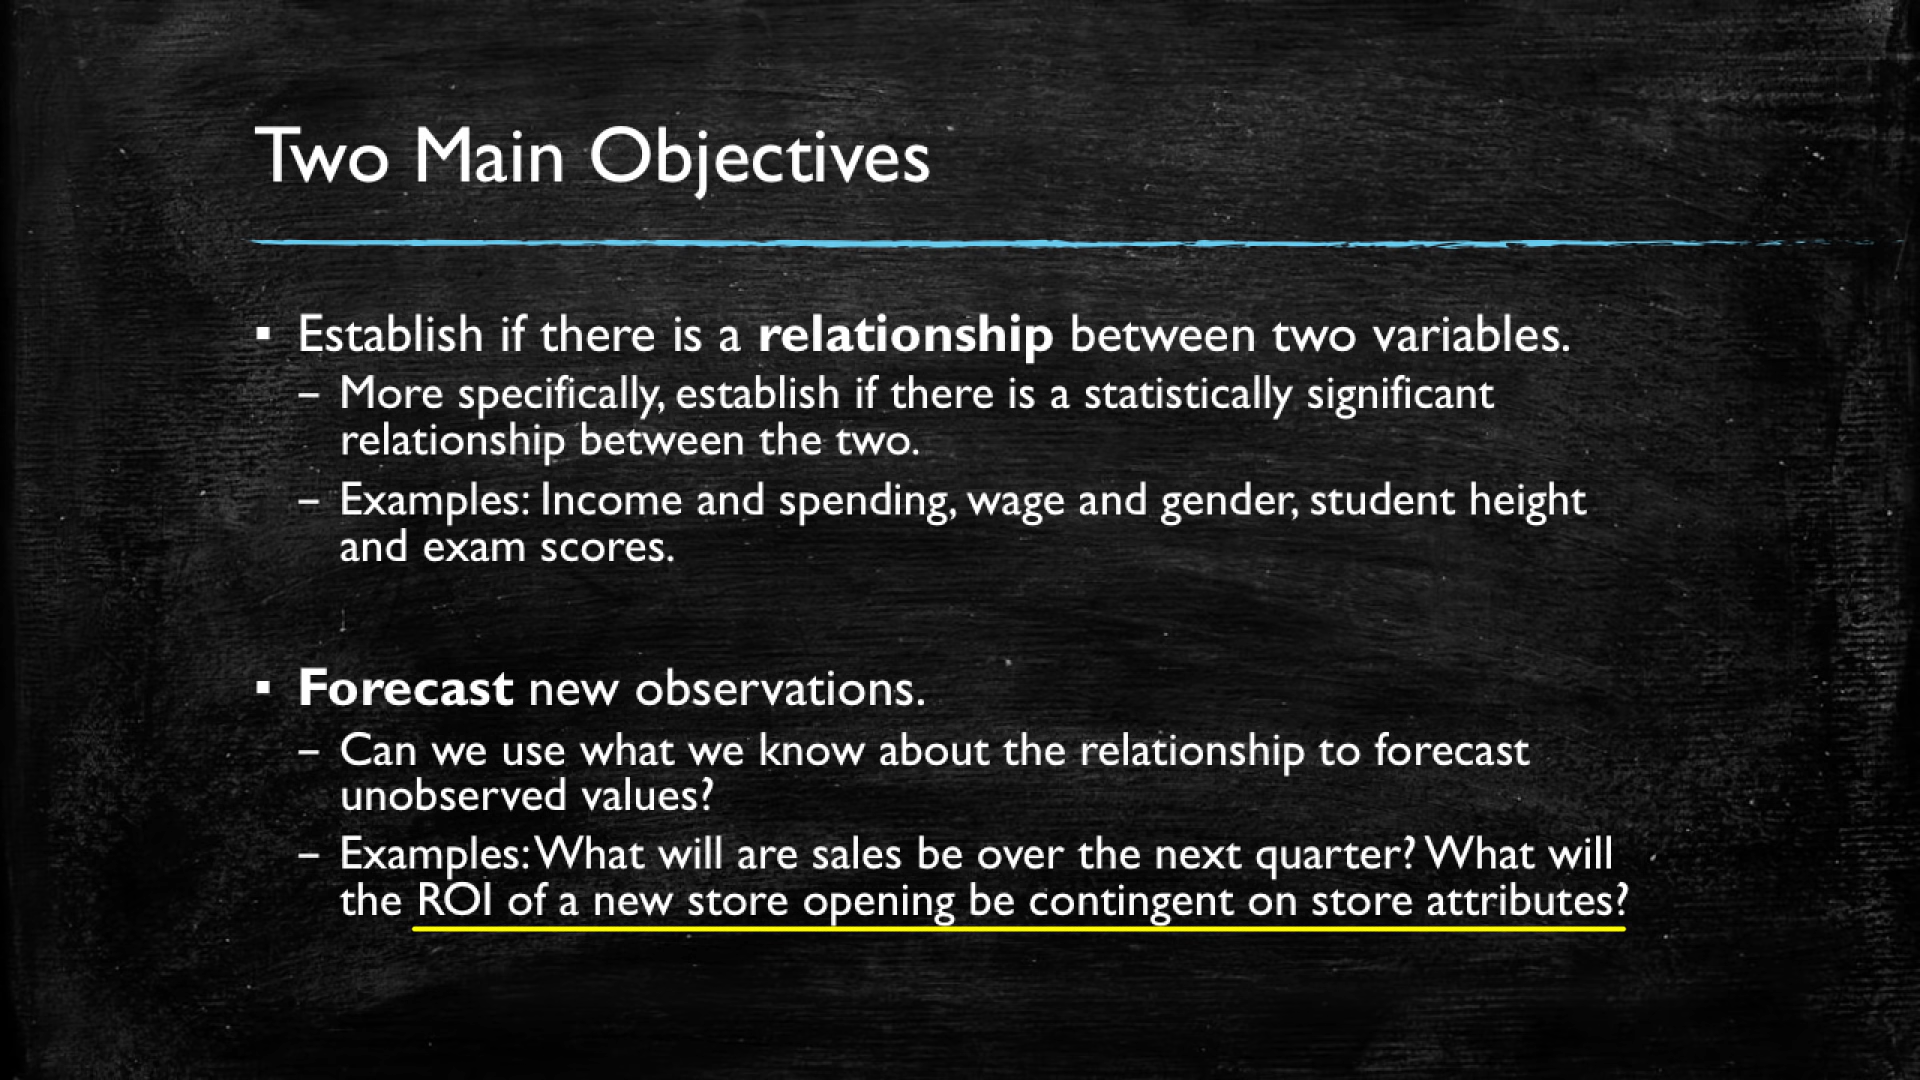 Two Main Objectives
▪ Establish if there is a relationship between two variables.
– More specifically, establish if there is a statistically significant
relationship between the two.
– Examples: Income and spending, wage and gender, student height
and exam scores.
▪ Forecast new observations.
– Can we use what we know about the relationship to forecast
unobserved values?
– Examples: What will are sales be over the next quarter? What will
the ROI of a new store opening be contingent on store attributes?